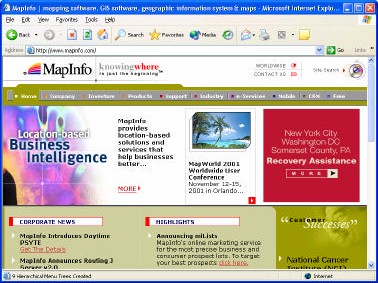 MapInfo | mapping software, GIS software, geographic information system & maps - Microsoft Internet Explo...
File Edit View Favorites Tools Help
Back Search Favorites Media
Address http://www.mapinfo.com/ Go Links
MapInfo knowingwhere
is just the beginning
WORLDWIDE
CONTACT US
Site Search
Home Company Investors Products Support Industry e-Services Mobile CRM Free
Location-based
Business
Intelligence
MapInfo
provides
location-based
solutions and
services that
help businesses
better...
MORE
MapWorld 2001
Worldwide User
Conference
November 12-15,
2001 in Orlando...
New York City
Washington DC
Somerset County, PA
Recovery Assistance
MORE
CORPORATE NEWS
MapInfo Introduces Daytime
PSYTE
Get The Details
MapInfo Announces Routing J
Server v2.0
HIGHLIGHTS
Announcing miLists
MapInfo's online marketing service
for the most precise business and
consumer prospect lists. To target
your best prospects click here.
"Customer
Successes"
National Cancer
Institute (NCI)
9 Hierarchical Menu Trees Created
Internet